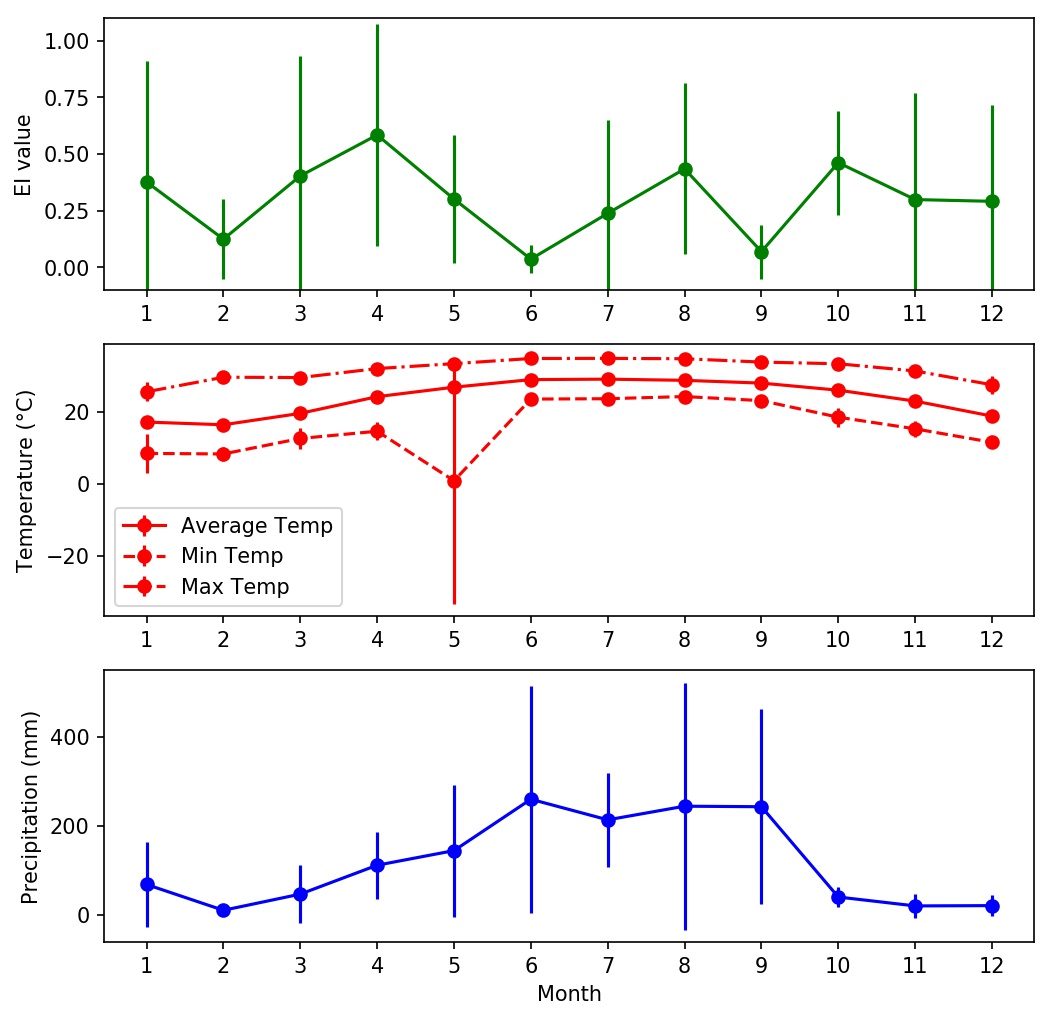 EI value
1.00
0.75
0.50
0.25
0.00
1 2 3 4 5 6 7 8 9 10 11 12
Temperature (°C)
20
0
−20
Average Temp
Min Temp
Max Temp
1 2 3 4 5 6 7 8 9 10 11 12
Precipitation (mm)
400
200
0
1 2 3 4 5 6 7 8 9 10 11 12
Month